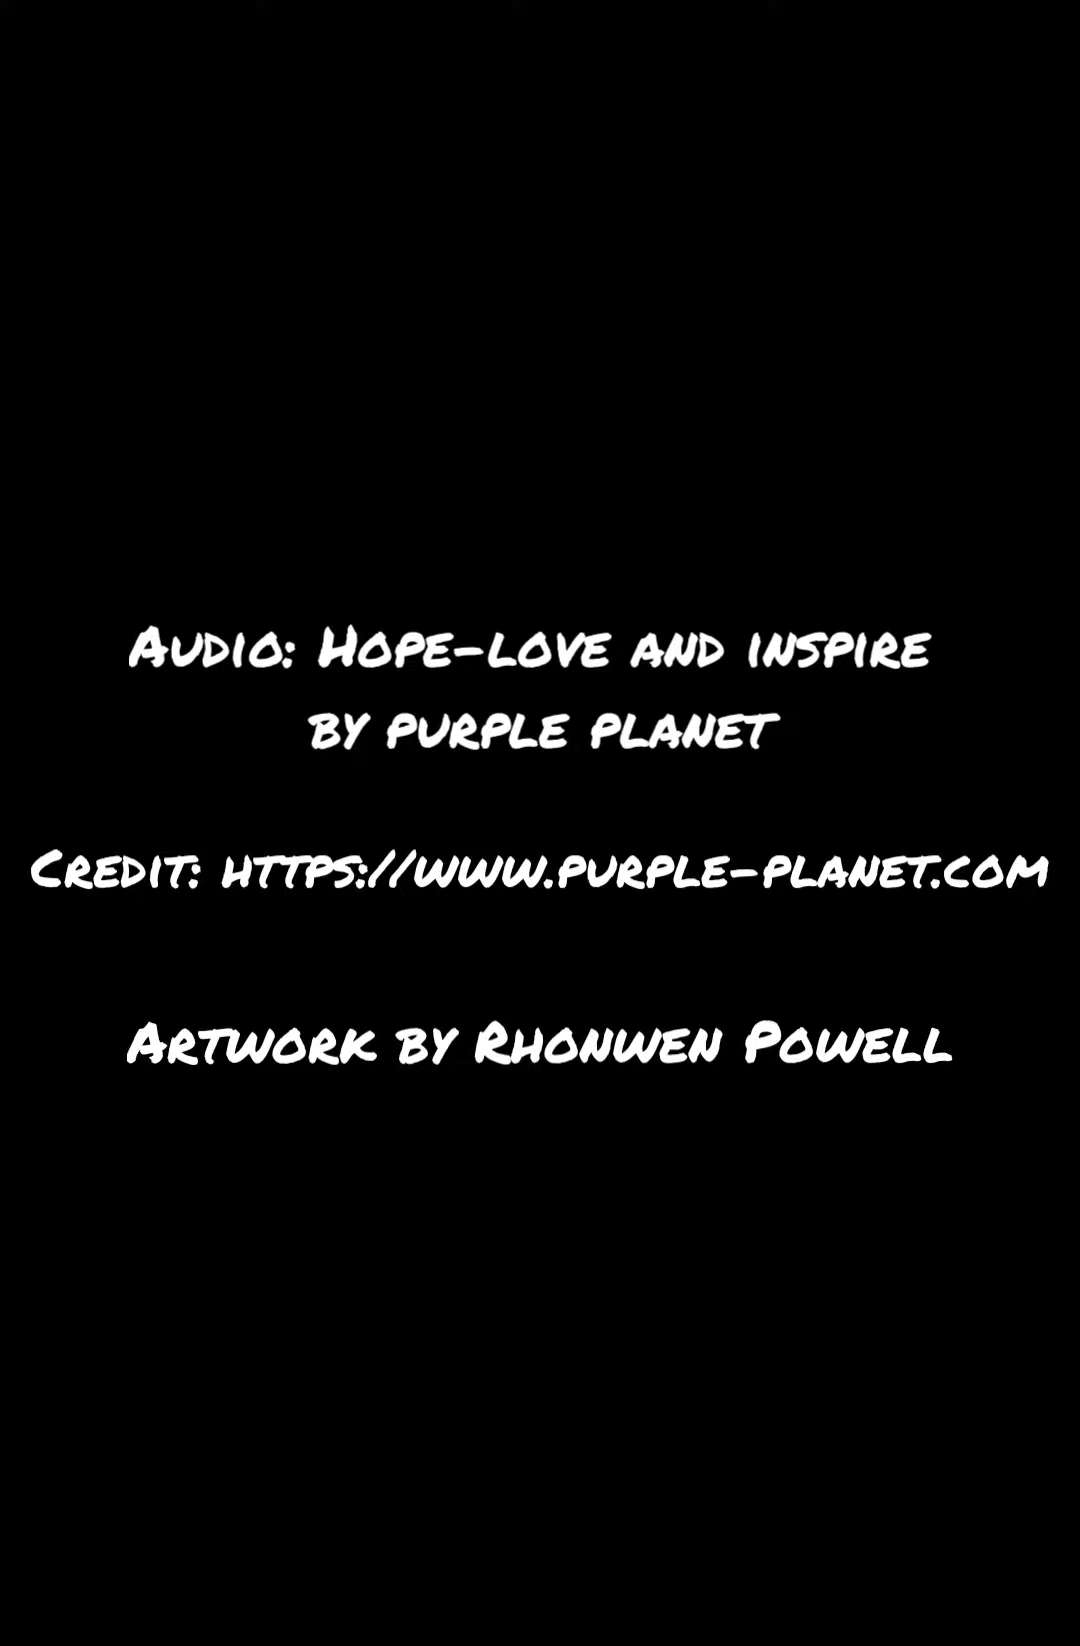 Audio: Hope-love and inspire
by purple planet
Credit: https://www.purple-planet.com
Artwork by Rhonwen Powell